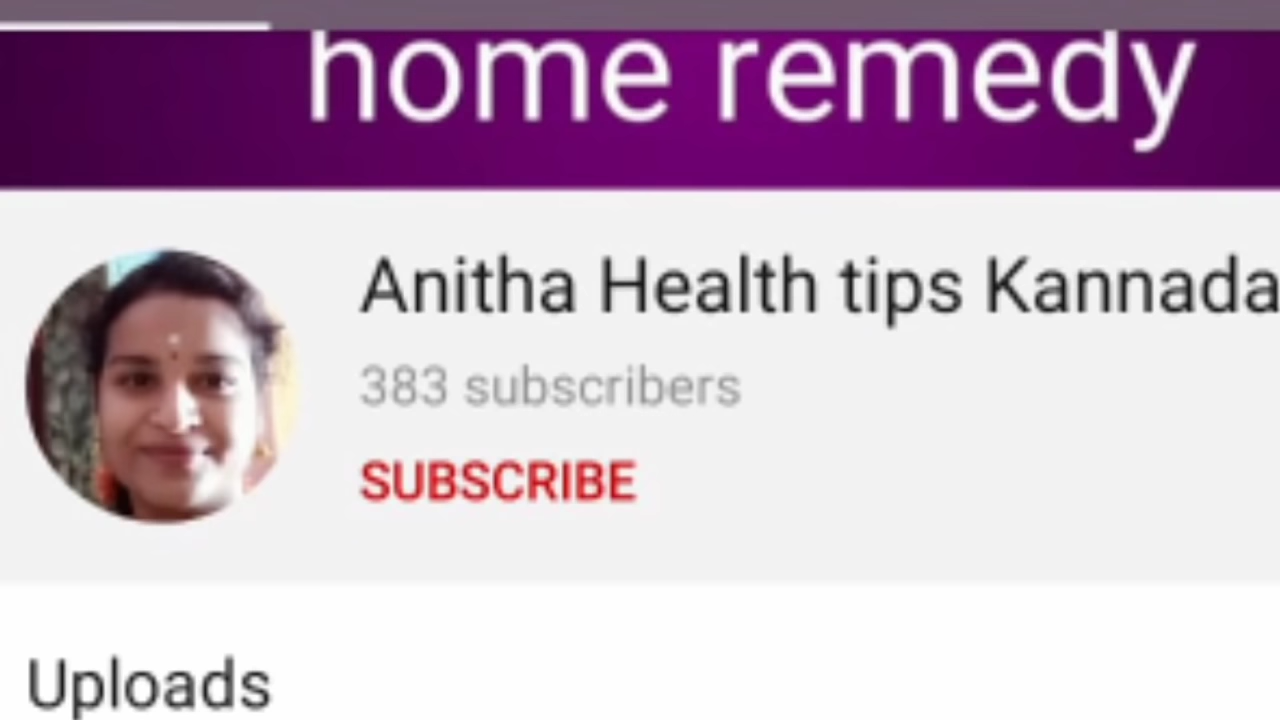 home remedy
Anitha Health tips Kannada
383 subscribers
SUBSCRIBE
Uploads